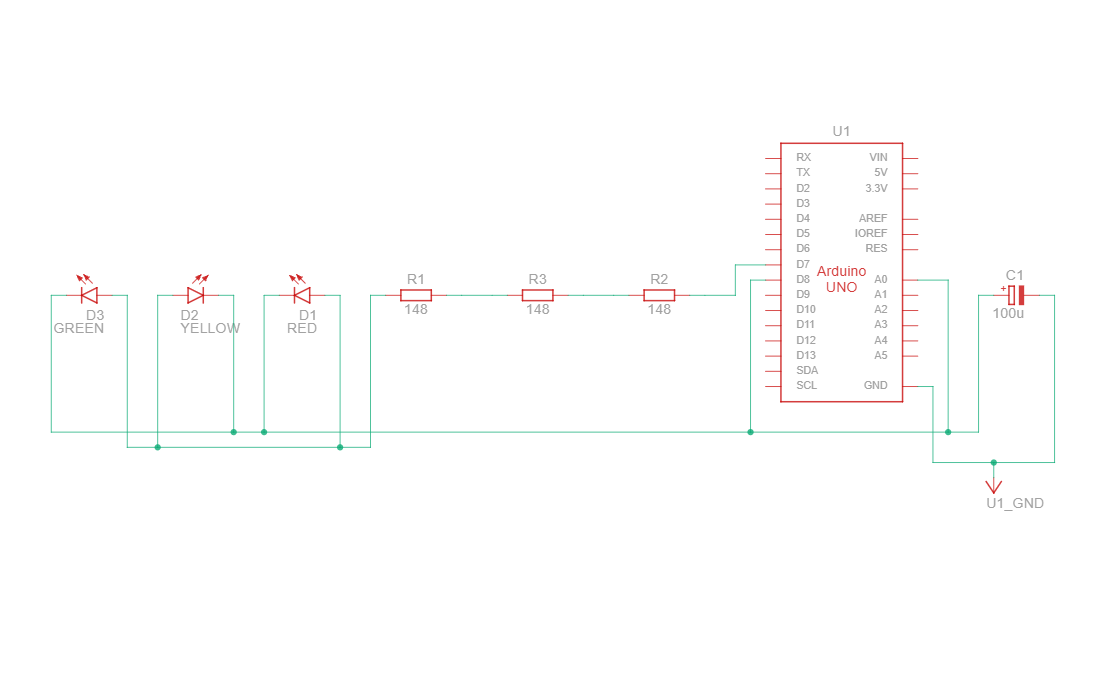 U1
RX
VIN
TX
5V
D2
3.3V
D3
D4
AREF
D5
IOREF
D6
RES
D7
Arduino
UNO
D8
A0
D9
A1
D10
A2
D11
A3
D12
A4
D13
A5
SDA
SCL
GND
D3
GREEN
D2
YELLOW
D1
RED
R1
148
R3
148
R2
148
C1
+
100u
U1_GND